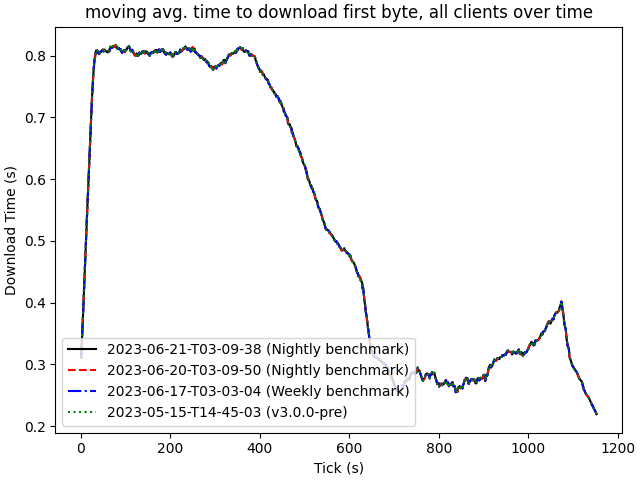 moving avg. time to download first byte, all clients over time
Download Time (s)
0.8
0.7
0.6
0.5
0.4
0.3
0.2
2023-06-21-T03-09-38 (Nightly benchmark)
2023-06-20-T03-09-50 (Nightly benchmark)
2023-06-17-T03-03-04 (Weekly benchmark)
2023-05-15-T14-45-03 (v3.0.0-pre)
0 200 400 600 800 1000 1200
Tick (s)